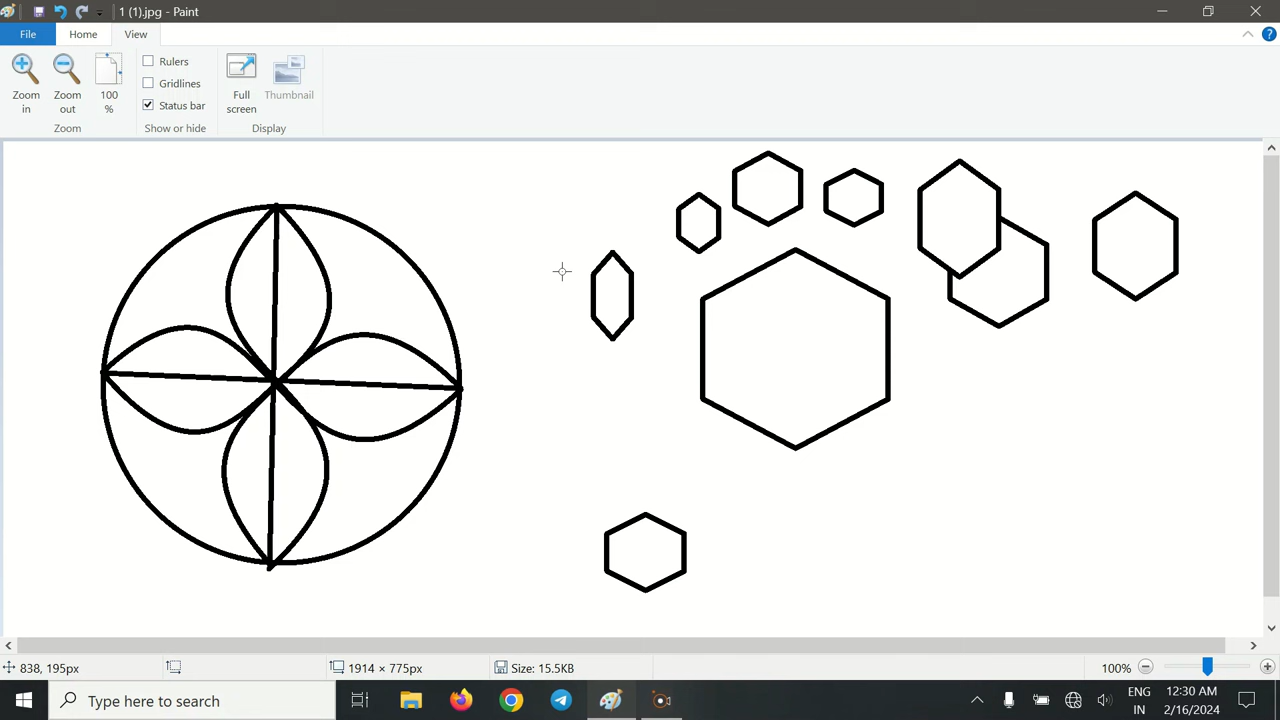 1 (1).jpg - Paint
File Home View
Zoom in
Zoom out
100 %
Rulers
Gridlines
Status bar
Full screen
Thumbnail
Zoom
Show or hide
Display
838, 195px
1914 × 775px
Size: 15.5KB
100%
Type here to search
ENG
IN
12:30 AM
2/16/2024